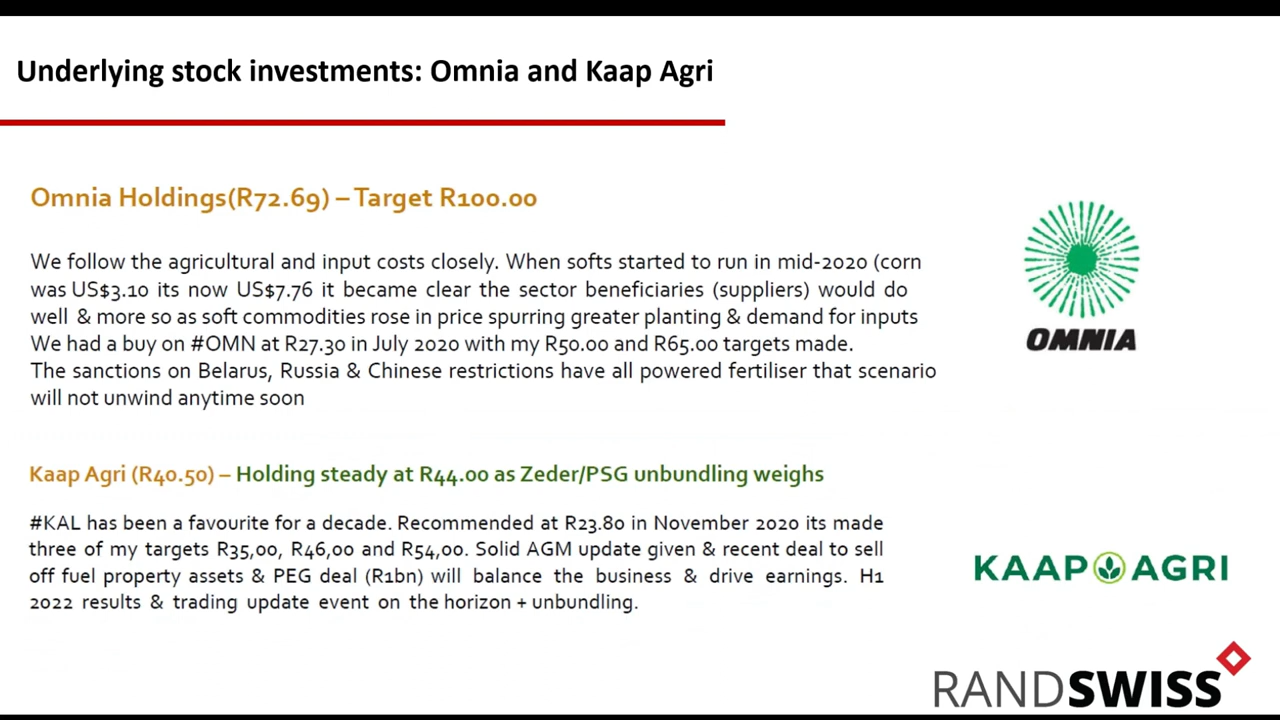 Underlying stock investments: Omnia and Kaap Agri
Omnia Holdings(R72.69) – Target R100.00
We follow the agricultural and input costs closely. When softs started to run in mid-2020 (corn
was US$3.10 its now US$7.76 it became clear the sector beneficiaries (suppliers) would do
well & more so as soft commodities rose in price spurring greater planting & demand for inputs
We had a buy on #OMN at R27.30 in July 2020 with my R50.00 and R65.00 targets made.
The sanctions on Belarus, Russia & Chinese restrictions have all powered fertiliser that scenario
will not unwind anytime soon
OMNIA
Kaap Agri (R40.50) – Holding steady at R44.00 as Zeder/PSG unbundling weighs
#KAL has been a favourite for a decade. Recommended at R23.80 in November 2020 its made
three of my targets R35,00, R46,00 and R54,00. Solid AGM update given & recent deal to sell
off fuel property assets & PEG deal (R1bn) will balance the business & drive earnings. H1
2022 results & trading update event on the horizon + unbundling.
KAAP AGRI
RANDSWISS